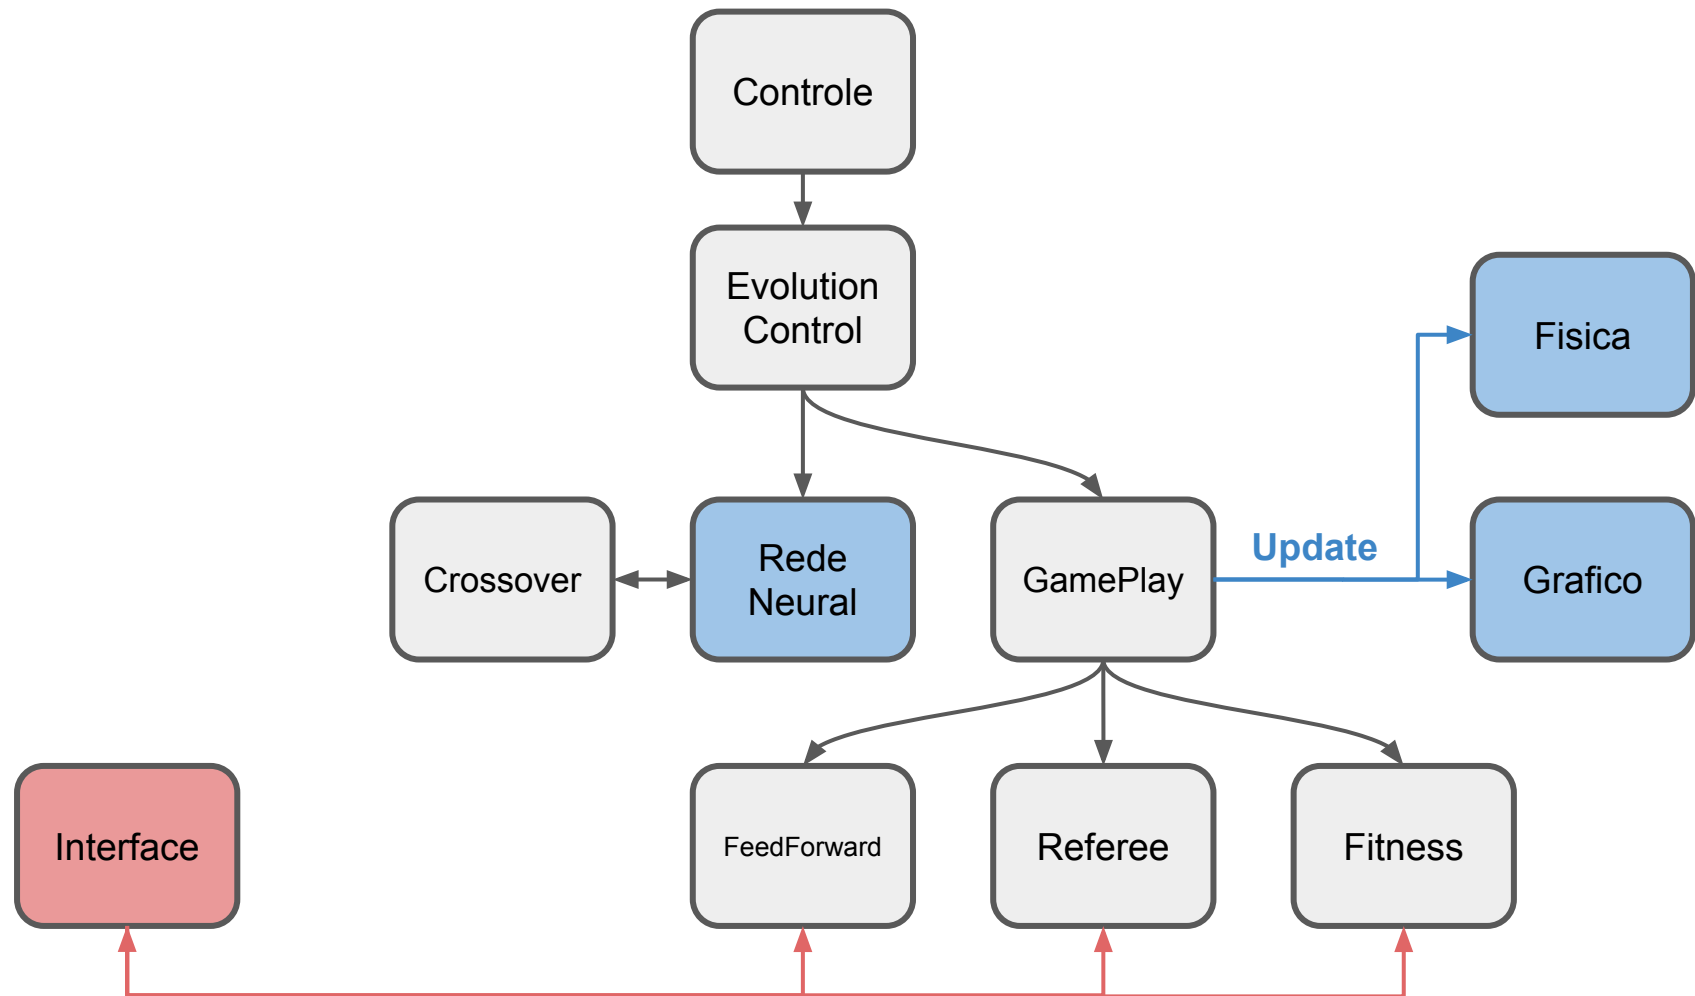 Controle
Evolution
Control
Fisica
Crossover
Rede
Neural
GamePlay
Update
Grafico
Interface
FeedForward
Referee
Fitness